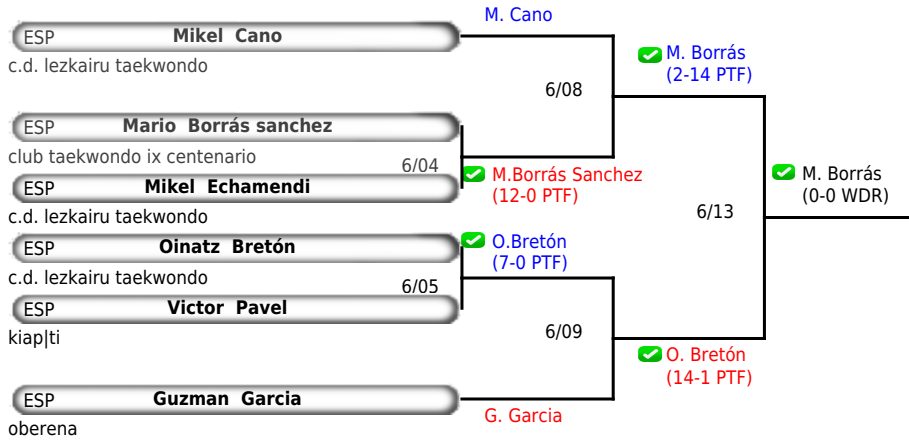 M. Cano
ESP Mikel Cano
c.d. lezkairu taekwondo
M. Borrás
(2-14 PTF)
6/08
ESP Mario Borrás sanchez
club taekwondo ix centenario
6/04
M.Borrás Sanchez
(12-0 PTF)
ESP Mikel Echamendi
c.d. lezkairu taekwondo
M. Borrás
(0-0 WDR)
6/13
ESP Oinatz Bretón
c.d. lezkairu taekwondo
O.Bretón
(7-0 PTF)
6/05
ESP Victor Pavel
kiap|ti
6/09
O. Bretón
(14-1 PTF)
ESP Guzman Garcia
oberena
G. Garcia